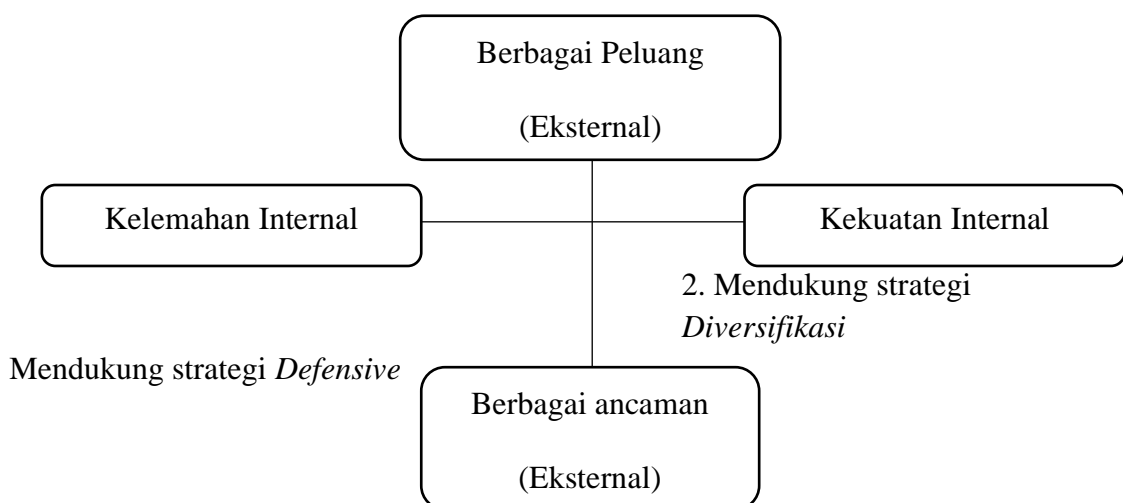 Berbagai Peluang
(Eksternal)
Kelemahan Internal
Kekuatan Internal
2. Mendukung strategi
Diversifikasi
Mendukung strategi Defensive
Berbagai ancaman
(Eksternal)